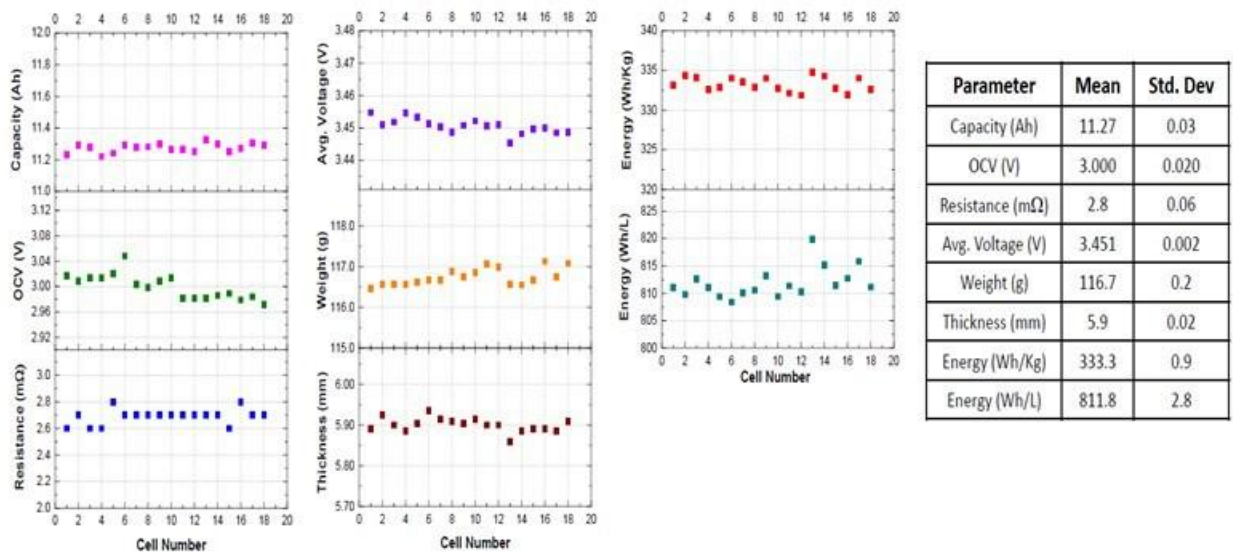 0 2 4 6 8 10 12 14 16 18 20
12.0
11.8
11.6
11.4
11.2
11.0
Capacity (Ah)
3.12
3.08
3.04
3.00
2.96
2.92
OCV (V)
3.0
2.8
2.6
2.4
2.2
2.0
Resistance (mΩ)
0 2 4 6 8 10 12 14 16 18 20
Cell Number
0 2 4 6 8 10 12 14 16 18 20
3.48
3.47
3.46
3.45
3.44
Avg. Voltage (V)
118.0
117.0
116.0
115.0
Weight (g)
6.00
5.90
5.80
5.70
Thickness (mm)
0 2 4 6 8 10 12 14 16 18 20
Cell Number
0 2 4 6 8 10 12 14 16 18 20
340
335
330
325
320
Energy (Wh/Kg)
825
820
815
810
805
800
Energy (Wh/L)
0 2 4 6 8 10 12 14 16 18 20
Cell Number
Parameter Mean Std. Dev
Capacity (Ah) 11.27 0.03
OCV (V) 3.000 0.020
Resistance (mΩ) 2.8 0.06
Avg. Voltage (V) 3.451 0.002
Weight (g) 116.7 0.2
Thickness (mm) 5.9 0.02
Energy (Wh/Kg) 333.3 0.9
Energy (Wh/L) 811.8 2.8